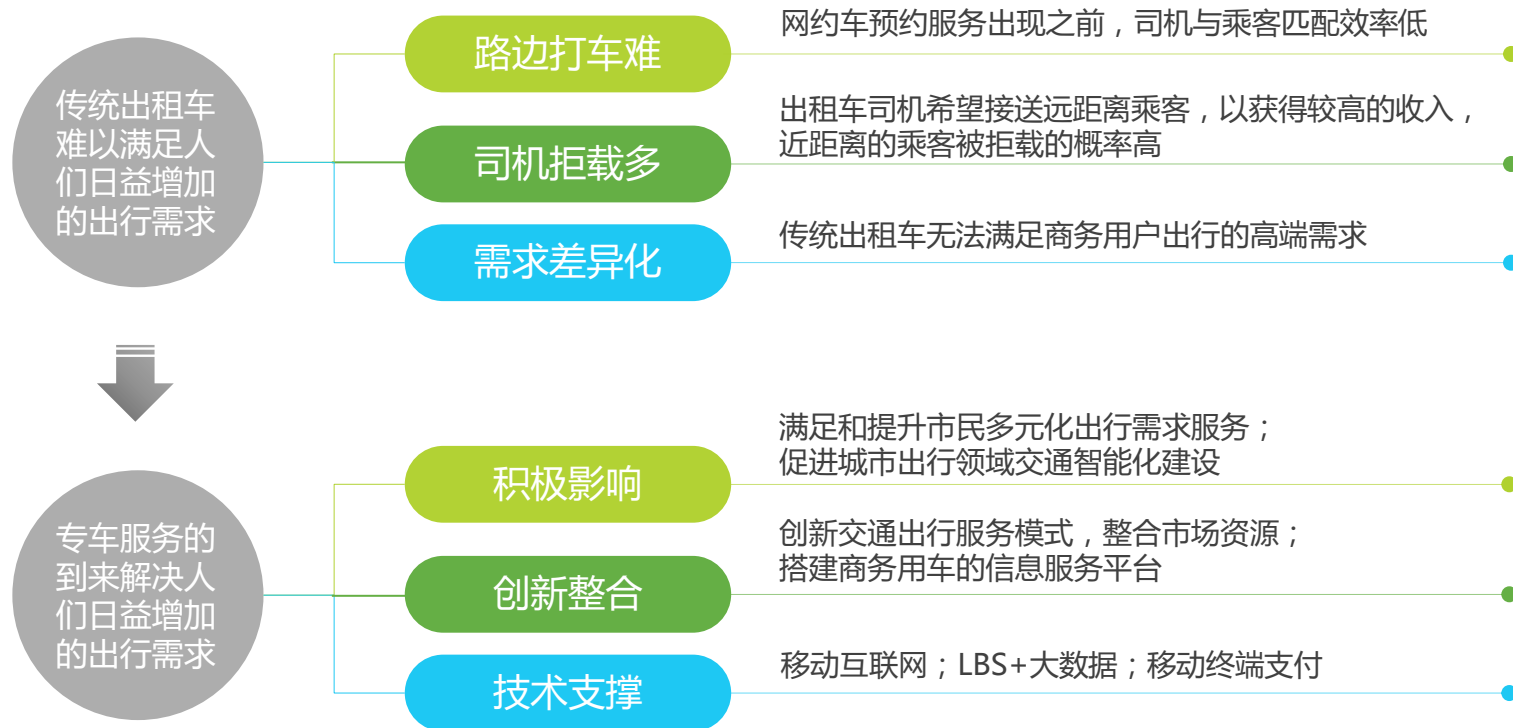 传统出租车
难以满足人
们日益增加
的出行需求
路边打车难
网约车预约服务出现之前，司机与乘客匹配效率低
司机拒载多
出租车司机希望接送远距离乘客，以获得较高的收入，
近距离的乘客被拒载的概率高
需求差异化
传统出租车无法满足商务用户出行的高端需求
专车服务的
到来解决人
们日益增加
的出行需求
积极影响
满足和提升市民多元化出行需求服务；
促进城市出行领域交通智能化建设
创新整合
创新交通出行服务模式，整合市场资源；
搭建商务用车的信息服务平台
技术支撑
移动互联网；LBS+大数据；移动终端支付